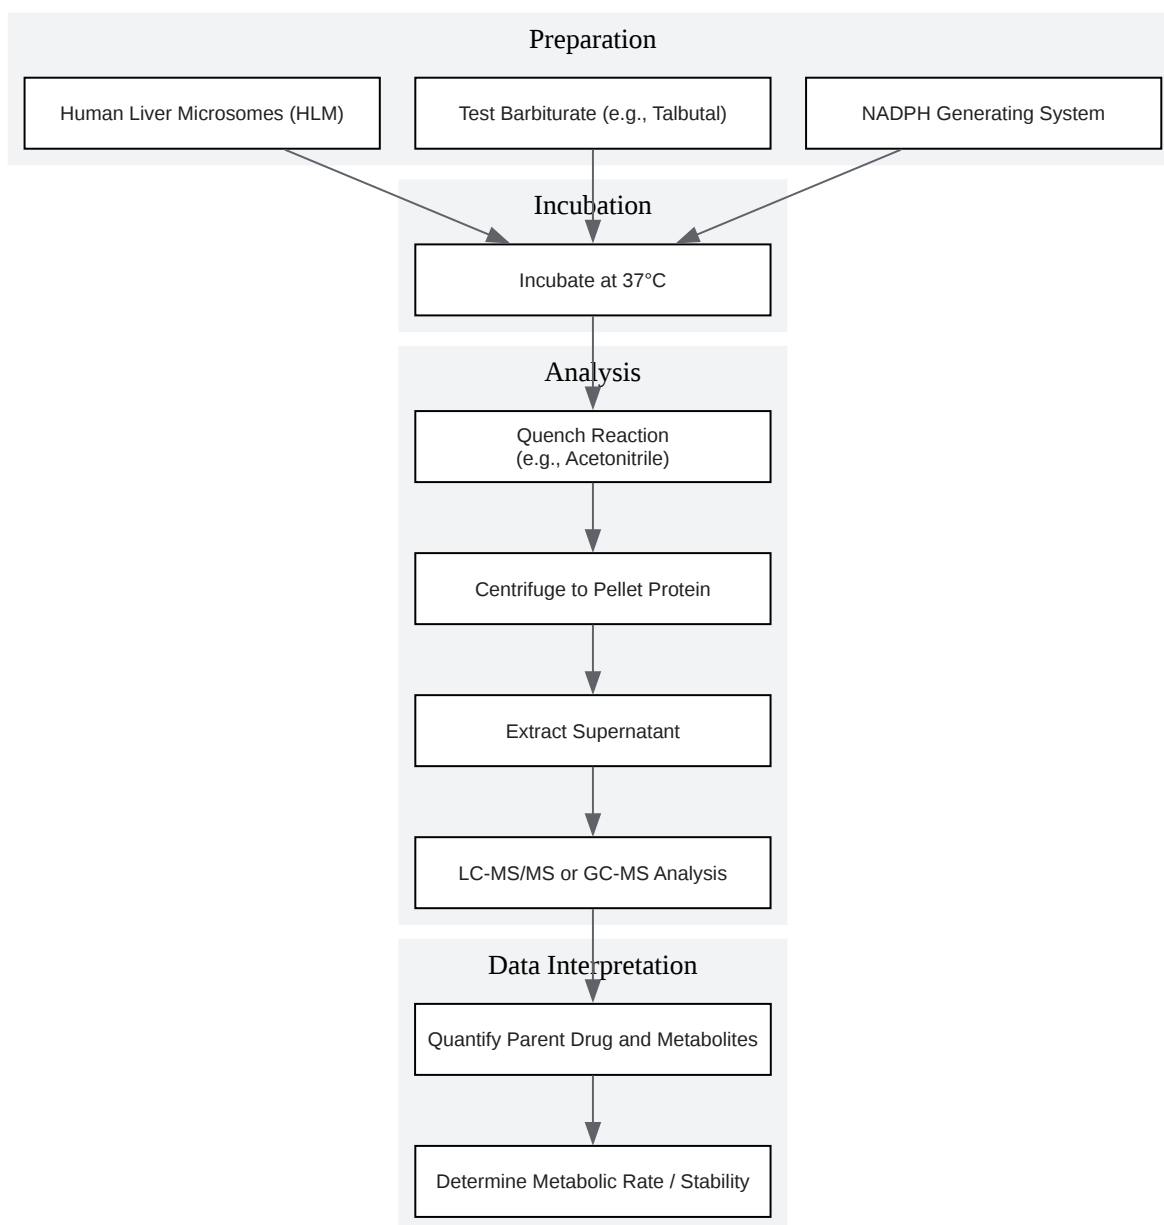 Preparation
Human Liver Microsomes (HLM)
Test Barbiturate (e.g., Talbutal)
NADPH Generating System
Incubation
Incubate at 37°C
Analysis
Quench Reaction
(e.g., Acetonitrile)
Centrifuge to Pellet Protein
Extract Supernatant
LC-MS/MS or GC-MS Analysis
Data Interpretation
Quantify Parent Drug and Metabolites
Determine Metabolic Rate / Stability